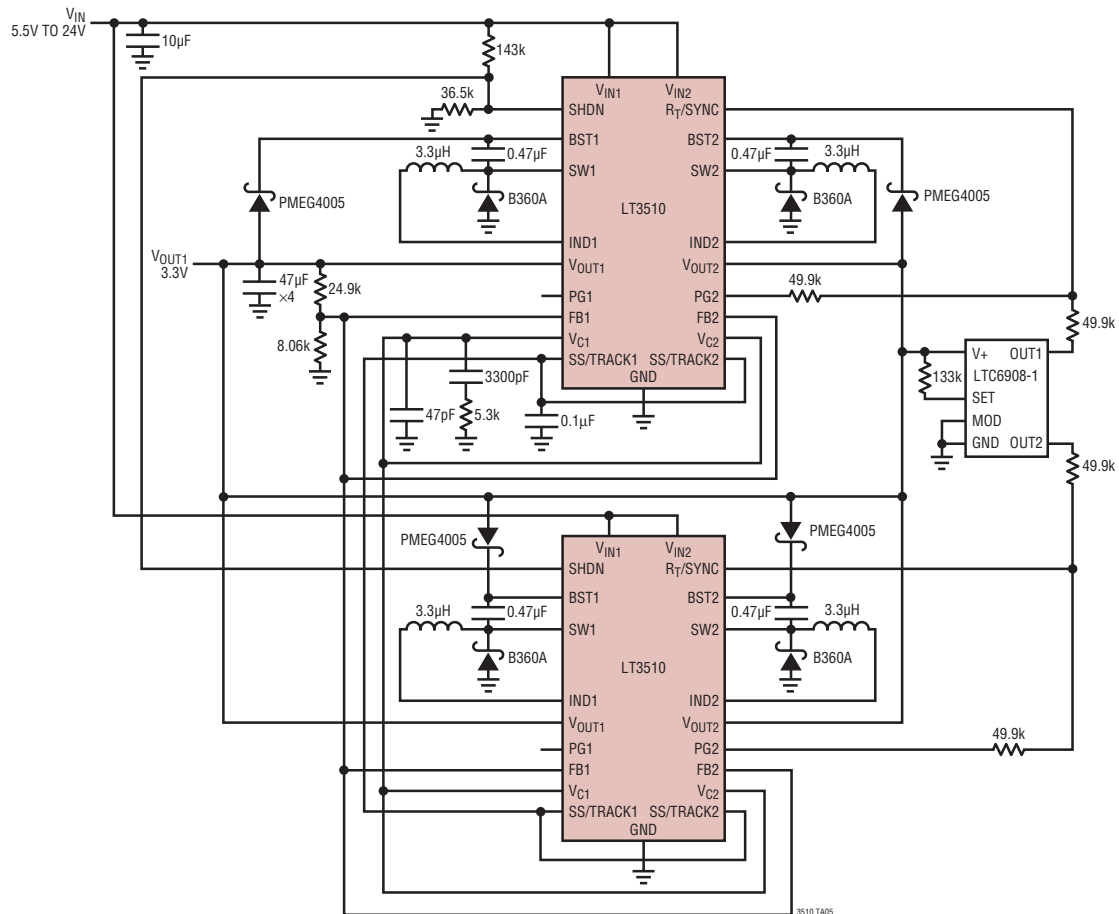 VIN
5.5V TO 24V
10µF
143k
36.5k
VIN1
VIN2
SHDN
RT/SYNC
BST1
BST2
3.3µH
0.47µF
0.47µF
3.3µH
SW1
SW2
PMEG4005
B360A
LT3510
B360A
PMEG4005
IND1
IND2
VOUT1
3.3V
VOUT1
VOUT2
47µF
×4
24.9k
PG1
PG2
49.9k
FB1
FB2
49.9k
8.06k
VC1
VC2
V+
OUT1
SS/TRACK1
SS/TRACK2
133k
LTC6908-1
3300pF
GND
SET
47pF
5.3k
0.1µF
MOD
GND
OUT2
49.9k
PMEG4005
PMEG4005
VIN1
VIN2
SHDN
RT/SYNC
BST1
BST2
3.3µH
0.47µF
0.47µF
3.3µH
SW1
SW2
B360A
LT3510
B360A
IND1
IND2
VOUT1
VOUT2
49.9k
PG1
PG2
FB1
FB2
VC1
VC2
SS/TRACK1
SS/TRACK2
GND
3510 TA05